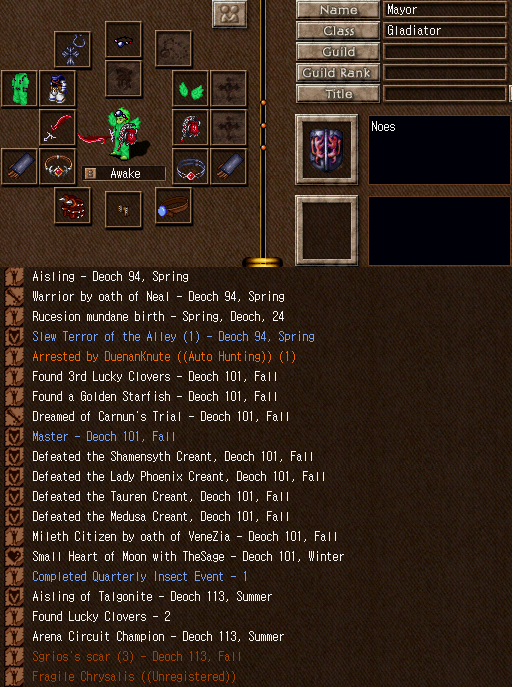 Name Mayor
Class Gladiator
Guild
Guild Rank
Title
Noes
Awake
Aisling - Deoch 94, Spring
Warrior by oath of Neal - Deoch 94, Spring
Rucesion mundane birth - Spring, Deoch, 24
Slew Terror of the Alley (1) - Deoch 94, Spring
Arrested by DuenanKnute ((Auto Hunting)) (1)
Found 3rd Lucky Clovers - Deoch 101, Fall
Found a Golden Starfish - Deoch 101, Fall
Dreamed of Carnun's Trial - Deoch 101, Fall
Master - Deoch 101, Fall
Defeated the Shamensyth Creant, Deoch 101, Fall
Defeated the Lady Phoenix Creant, Deoch 101, Fall
Defeated the Tauren Creant, Deoch 101, Fall
Defeated the Medusa Creant, Deoch 101, Fall
Mileth Citizen by oath of VeneZia - Deoch 101, Fall
Small Heart of Moon with TheSage - Deoch 101, Winter
Completed Quarterly Insect Event - 1
Aisling of Talgonite - Deoch 113, Summer
Found Lucky Clovers - 2
Arena Circuit Champion - Deoch 113, Summer
Sgrios's scar (3) - Deoch 113, Fall
Fragile Chrysalis ((Unregistered))